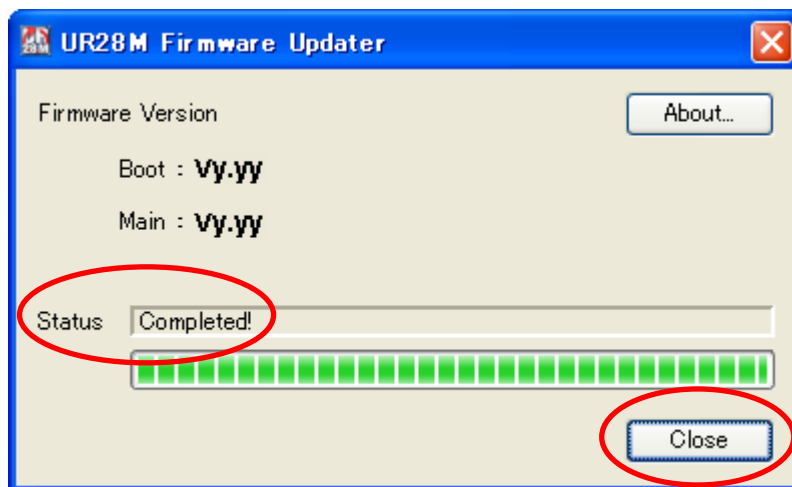 UR28M Firmware Updater
Firmware Version
About...
Boot : Vy.yy
Main : Vy.yy
Status Completed!
Close